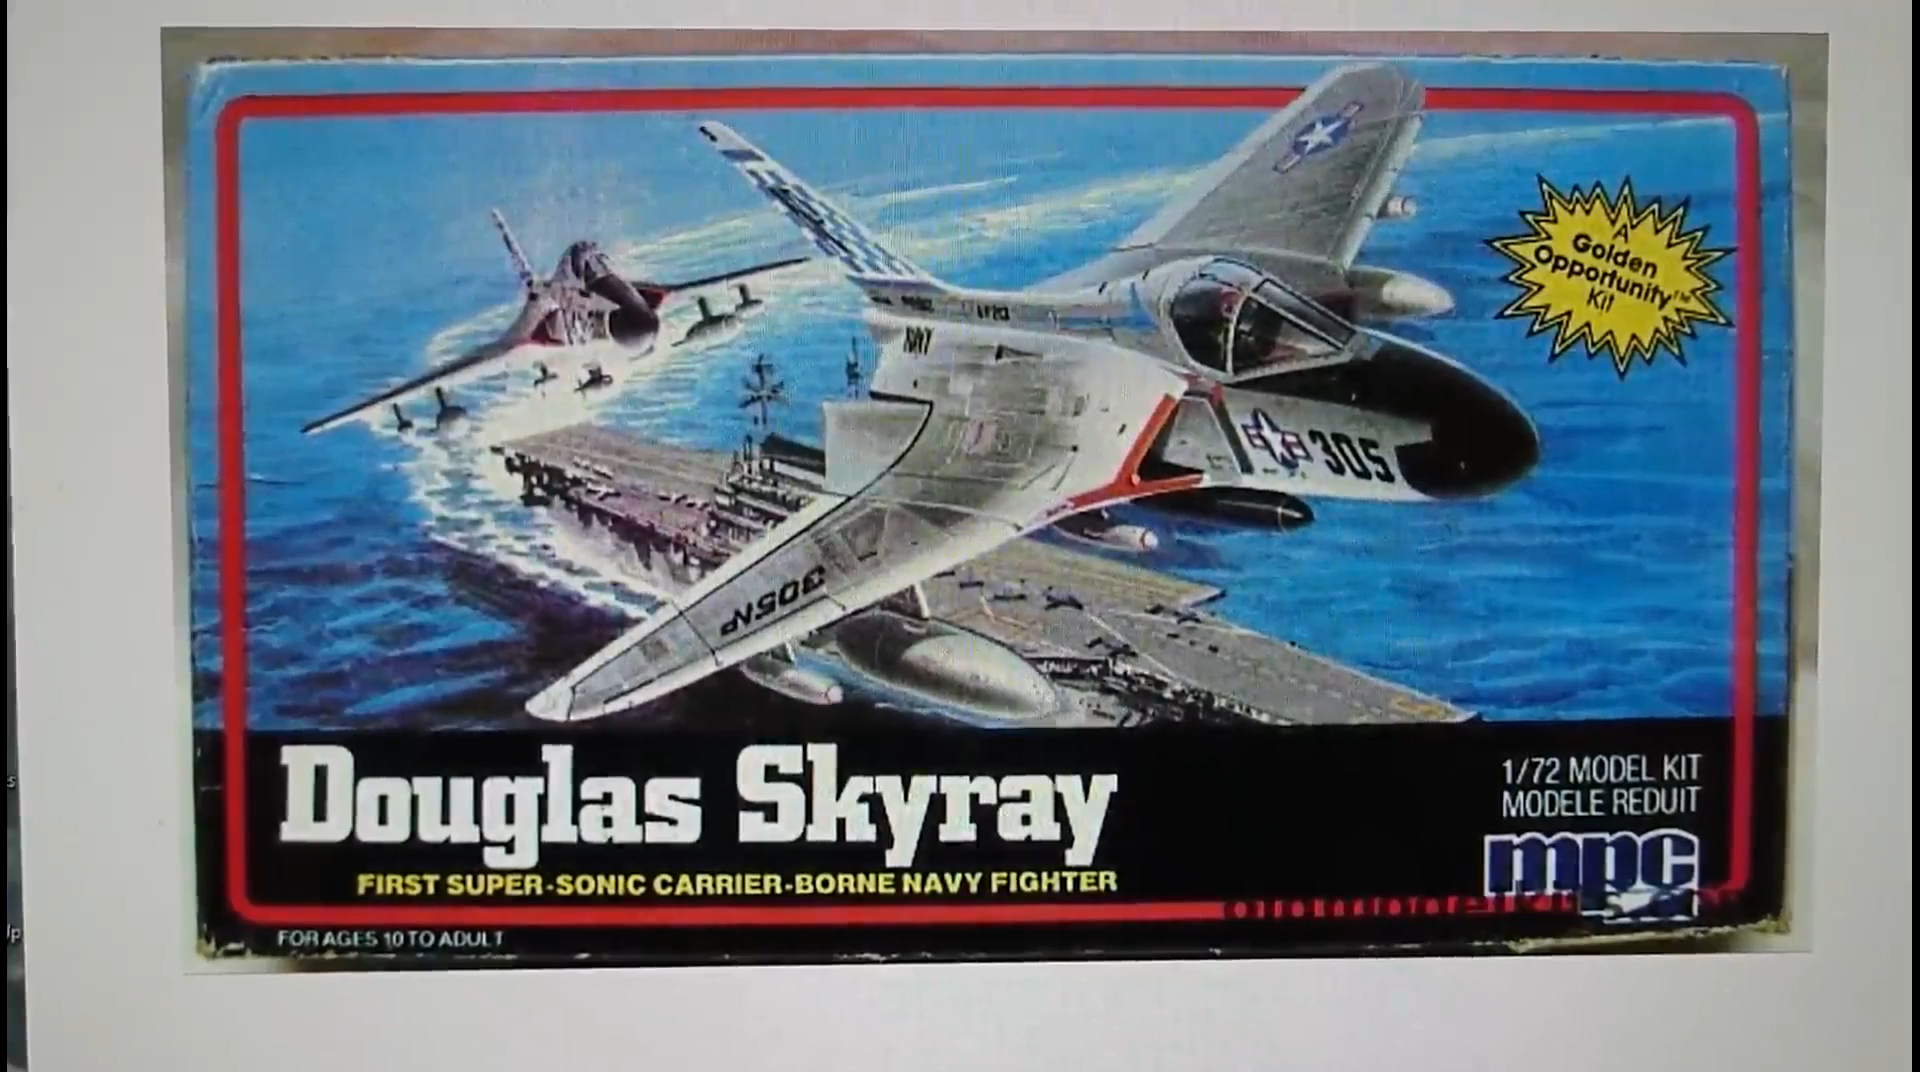 A
Golden
Opportunity™
Kit
NAVY
305
305NP
Douglas Skyray
FIRST SUPER-SONIC CARRIER-BORNE NAVY FIGHTER
FOR AGES 10 TO ADULT
1/72 MODEL KIT
MODELE REDUIT
mpc